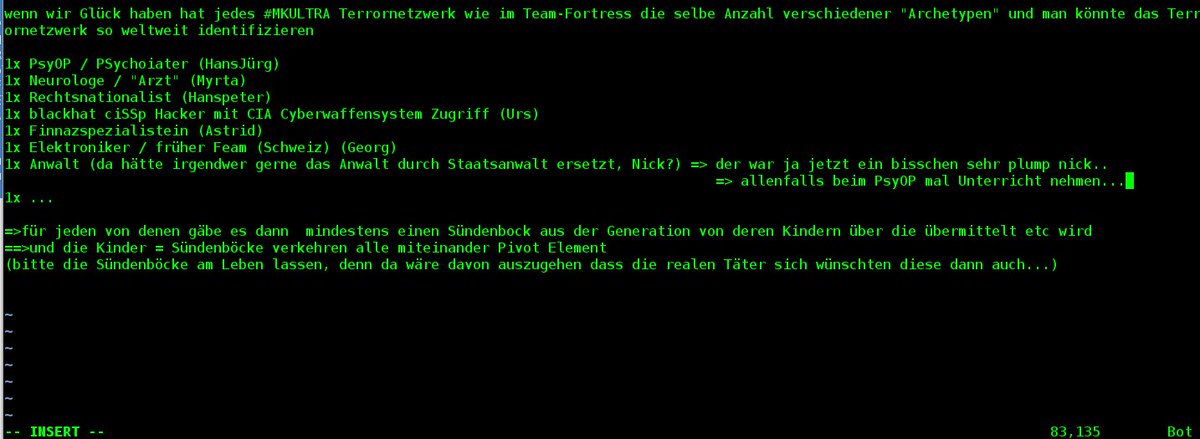 wenn wir Glück haben hat jedes #MKULTRA Terrornetzwerk wie im Team-Fortress die selbe Anzahl verschiedener "Archetypen" und man könnte das Terr
ornetzwerk so weltweit identifizieren
1x PsyOP / PSychoiater (HansJürg)
1x Neurologe / "Arzt" (Myrta)
1x Rechtsnationalist (Hanspeter)
1x blackhat ciSSp Hacker mit CIA Cyberwaffensystem Zugriff (Urs)
1x Finnazspezialistein (Astrid)
1x Elektroniker / früher Feam (Schweiz) (Georg)
1x Anwalt (da hätte irgendwer gerne das Anwalt durch Staatsanwalt ersetzt, Nick?) => der war ja jetzt ein bisschen sehr plump nick..
=> allenfalls beim PsyOP mal Unterricht nehmen...
1x ...
=>für jeden von denen gäbe es dann  mindestens einen Sündenbock aus der Generation von deren Kindern über die übermittelt etc wird
==>und die Kinder = Sündenböcke verkehren alle miteinander Pivot Element
(bitte die Sündenböcke am Leben lassen, denn da wäre davon auszugehen dass die realen Täter sich wünschten diese dann auch...)
~
~
~
~
~
~
~
-- INSERT -- 83,135 Bot